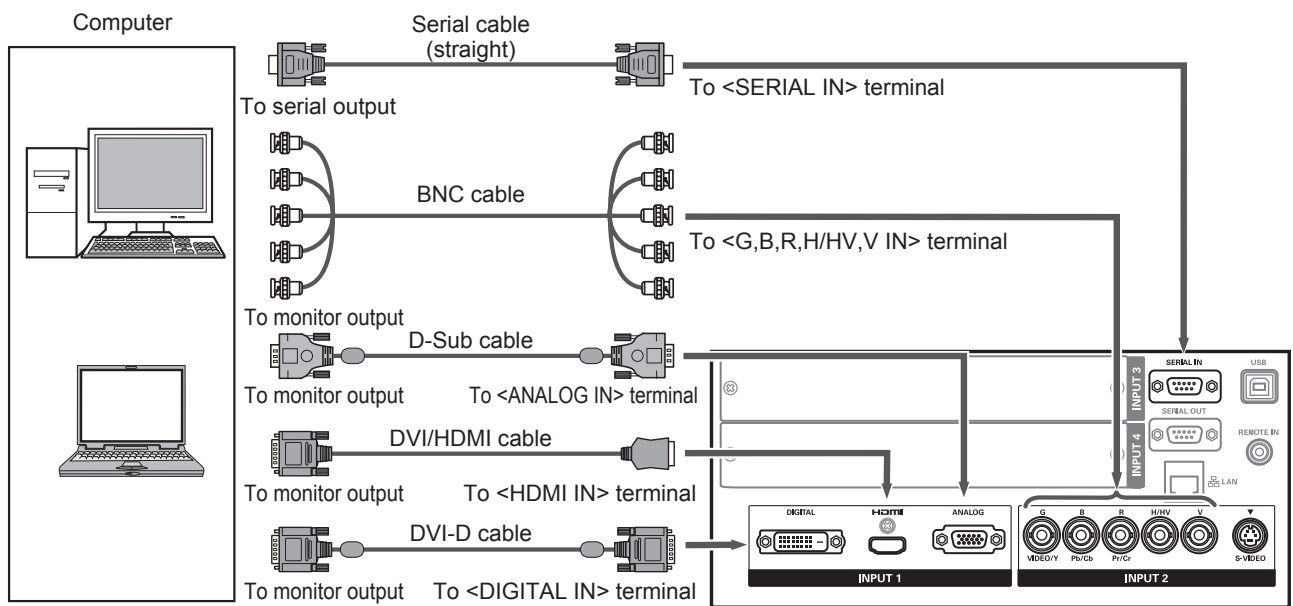 Computer
Serial cable
(straight)
To serial output
To <SERIAL IN> terminal
BNC cable
To <G,B,R,H/HV,V IN> terminal
To monitor output
D-Sub cable
To monitor output
To <ANALOG IN> terminal
DVI/HDMI cable
To monitor output
To <HDMI IN> terminal
DVI-D cable
To monitor output
To <DIGITAL IN> terminal
INPUT 3
SERIAL IN
USB
SERIAL OUT
INPUT 4
REMOTE IN
LAN
DIGITAL
HDMI
ANALOG
INPUT 1
G B R H/HV V
VIDEO/Y Pb/Cb Pr/Cr S-VIDEO
INPUT 2